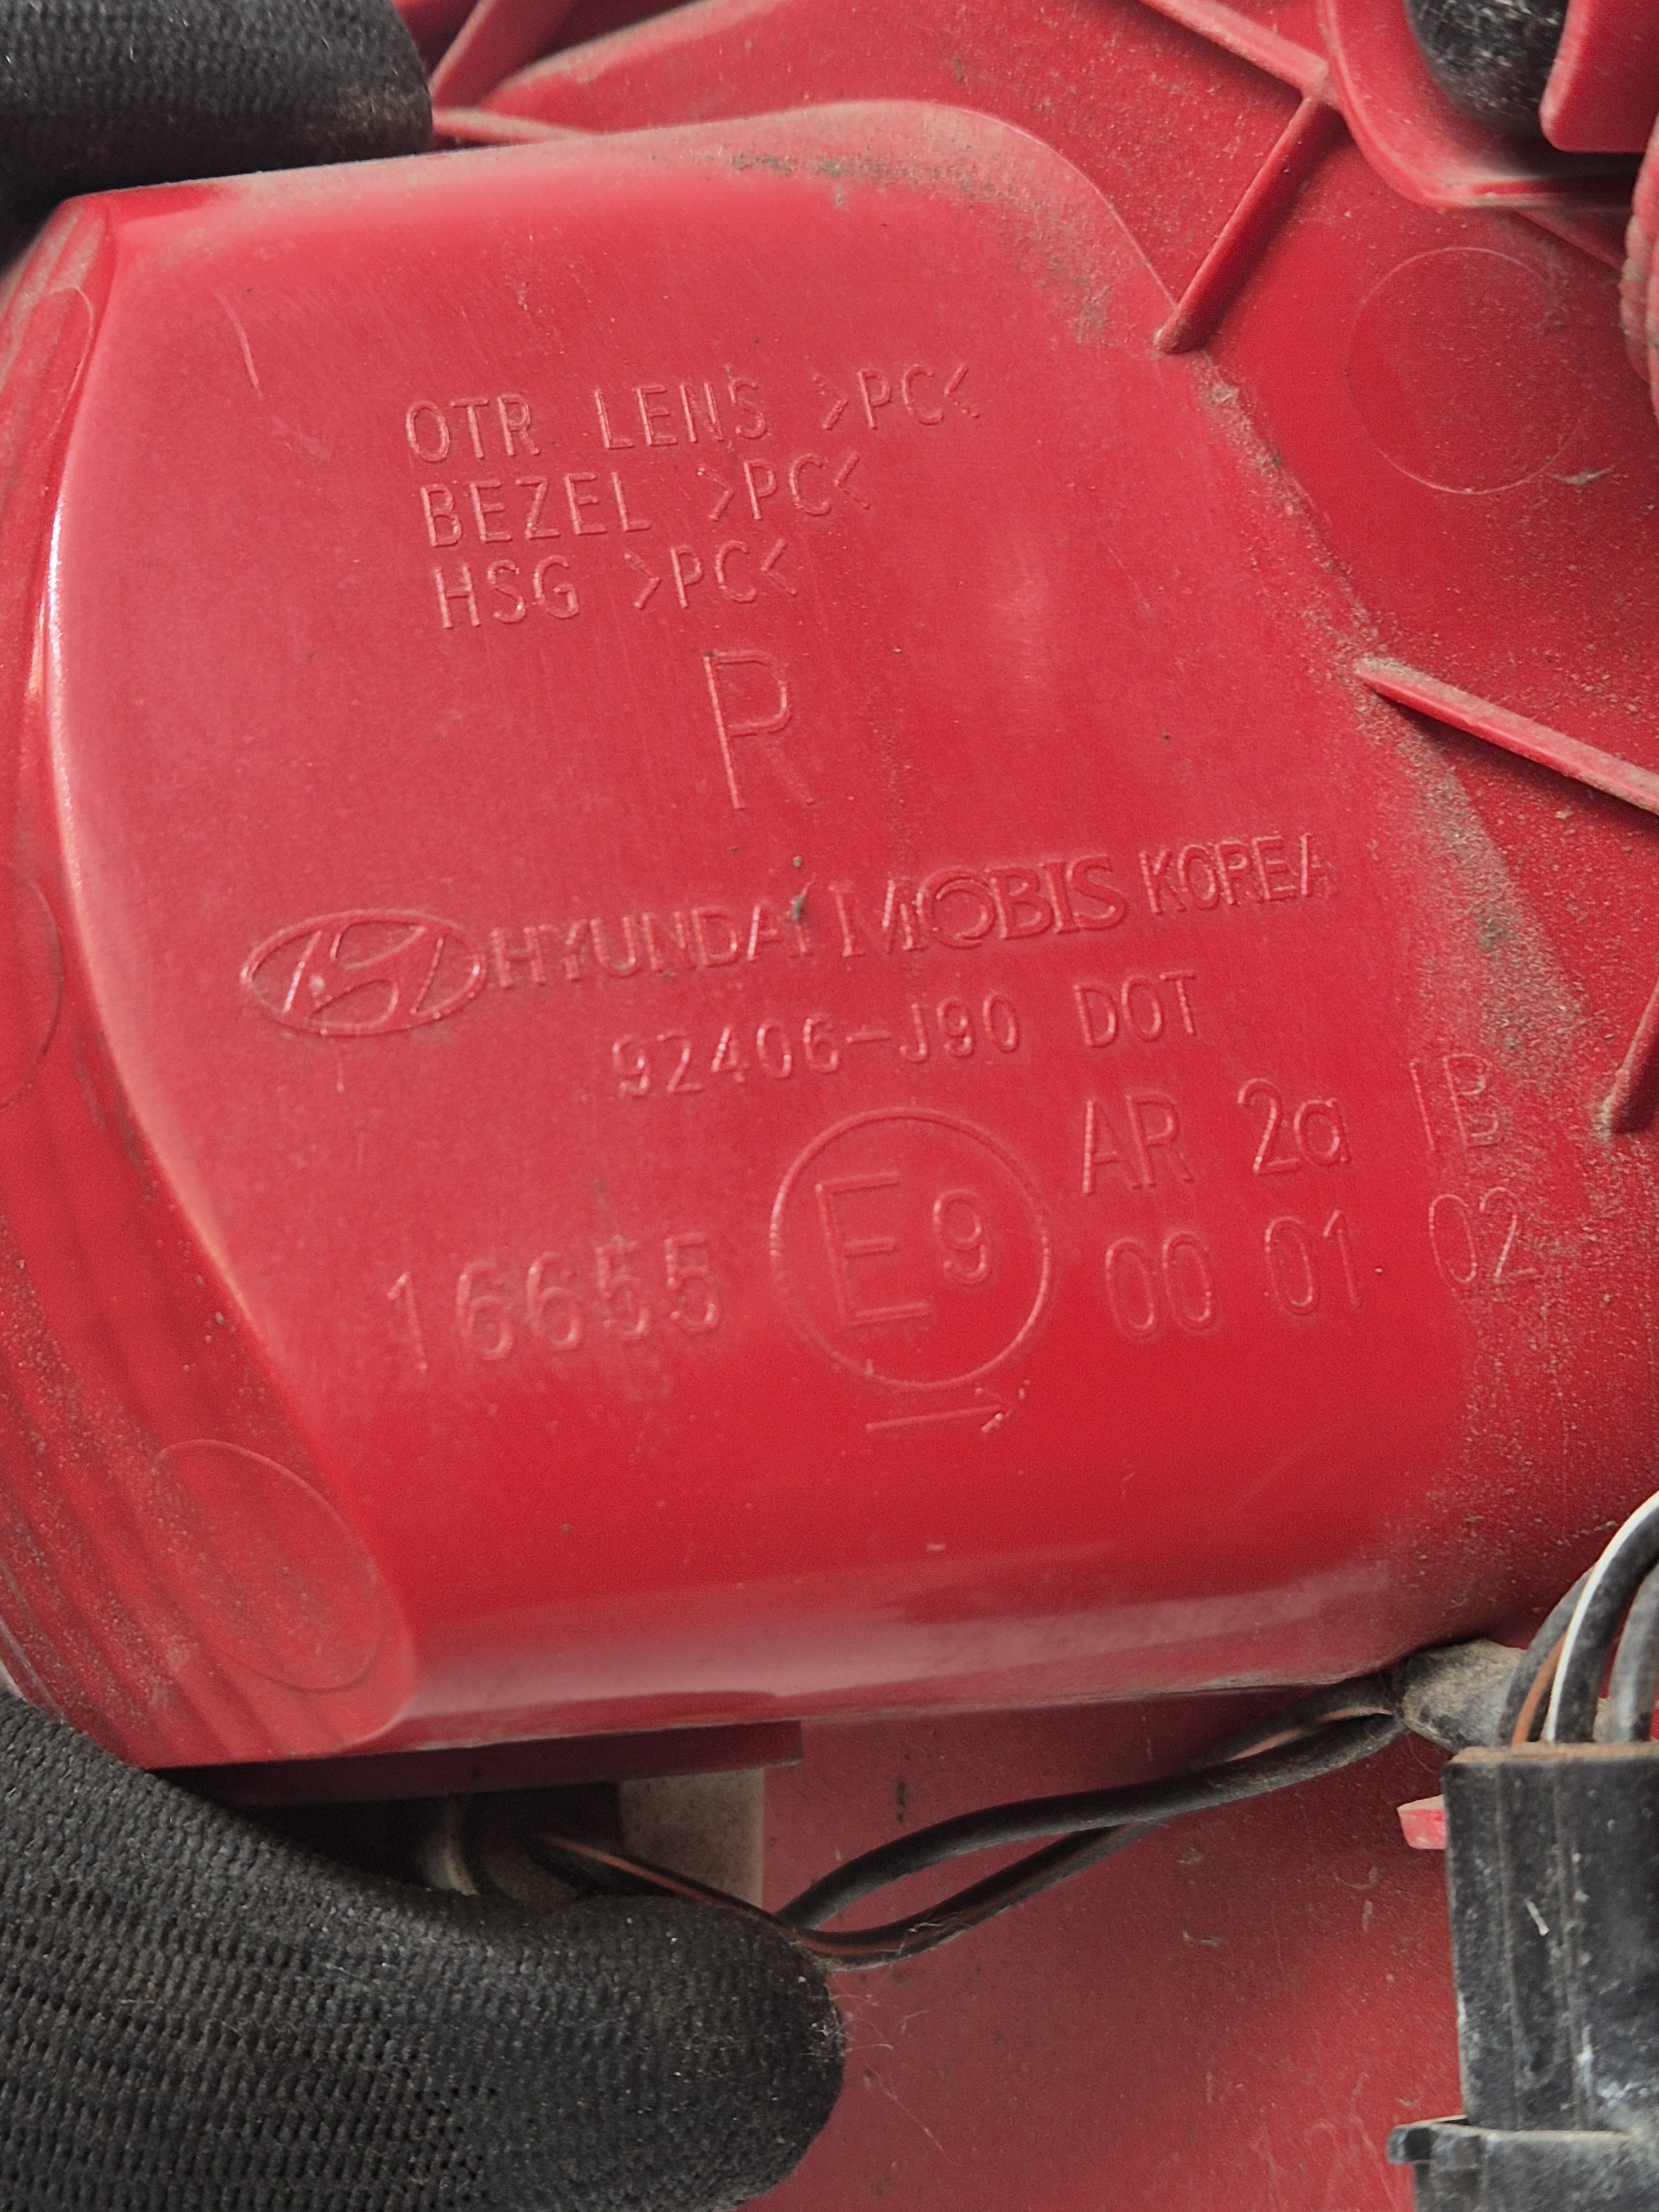 OTR LENS >PC<
BEZEL >PC<
HSG >PC<
R
HYUNDAI MOBIS KOREA
92406-J90 DOT
AR 2a IB
16655 E9 00 01 02